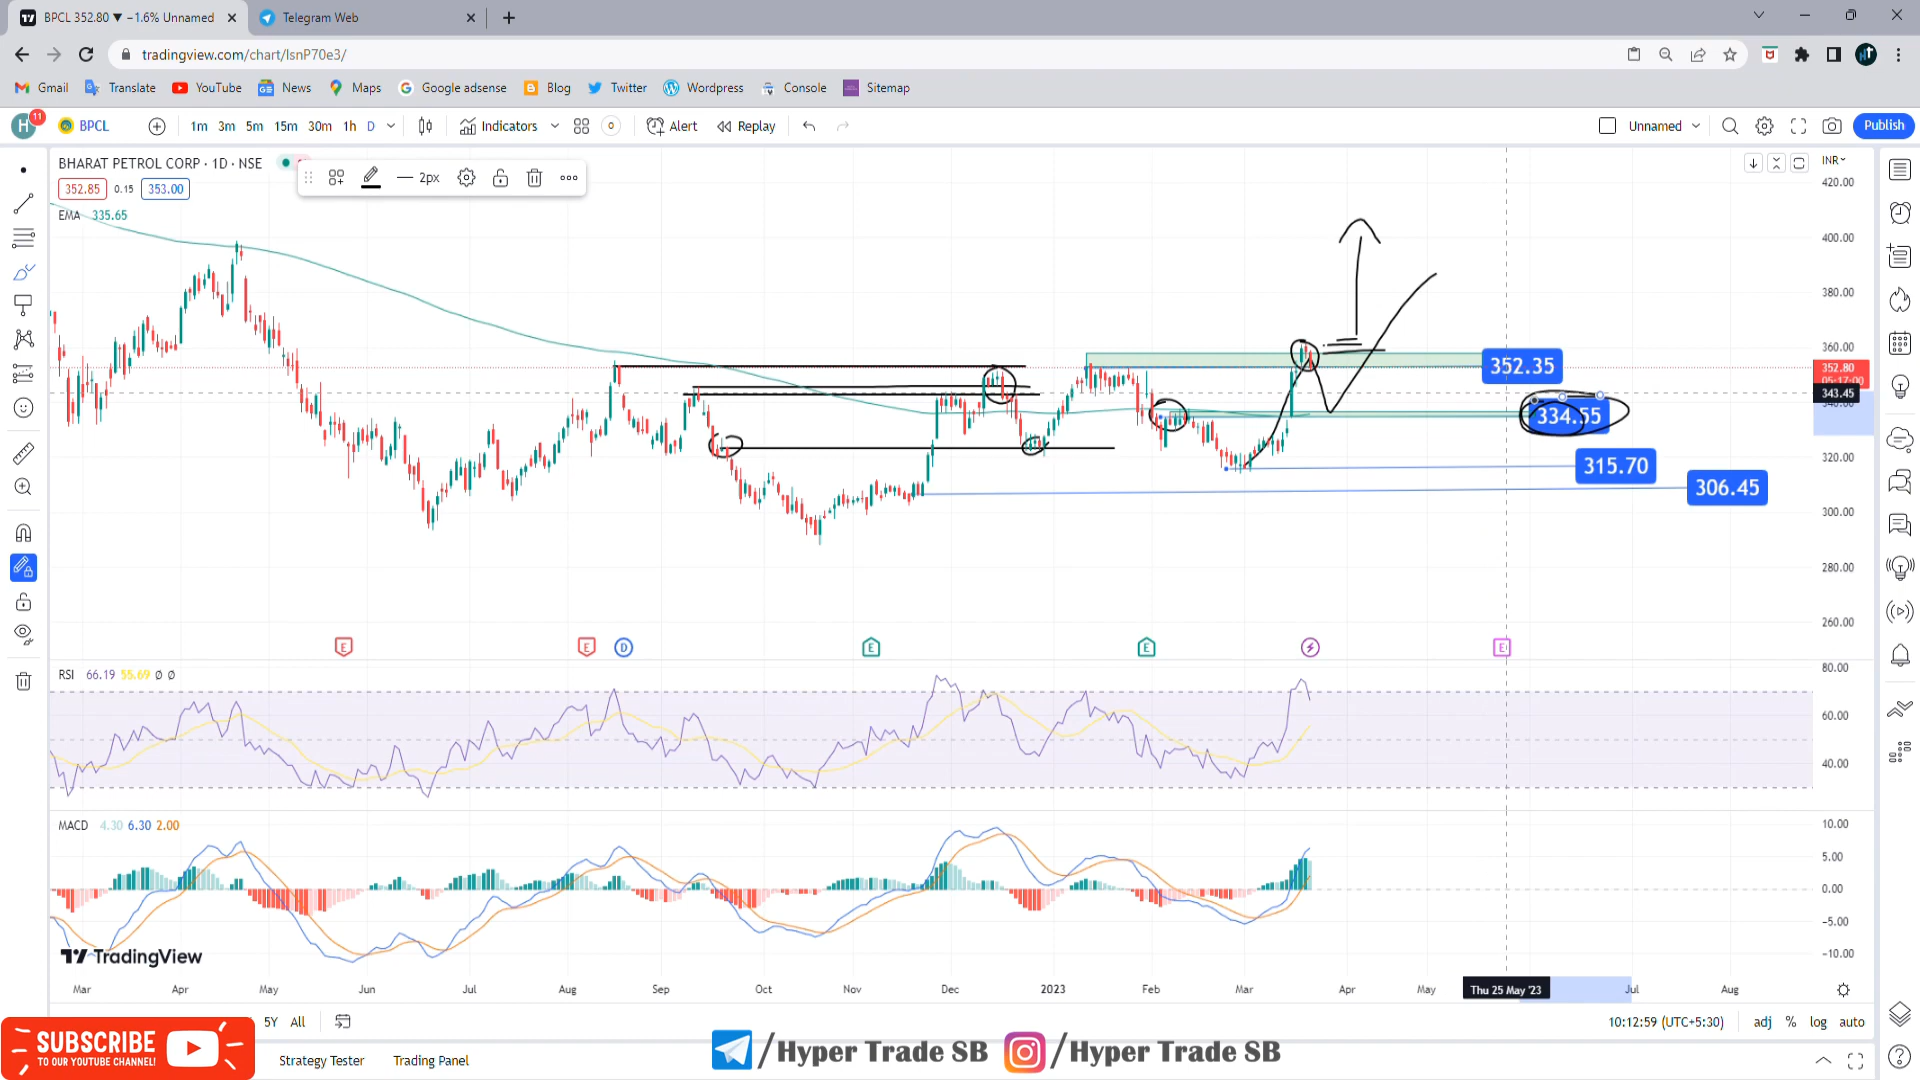 BPCL 352.80 ▼ −1.6% Unnamed
Telegram Web
tradingview.com/chart/lsnP70e3/
Gmail Translate YouTube News Maps Google adsense Blog Twitter Wordpress Console Sitemap
H 11 BPCL 1m 3m 5m 15m 30m 1h D Indicators Alert Replay Unnamed Publish
BHARAT PETROL CORP · 1D · NSE
2px
INR
352.85 0.15 353.00
EMA 335.65
420.00
400.00
380.00
360.00
352.35
352.80
05:17:00
343.45
340.00
334.55
320.00
315.70
306.45
300.00
280.00
260.00
E E D E E E
RSI 66.19 55.69 Ø Ø
80.00
60.00
40.00
MACD 4.30 6.30 2.00
10.00
5.00
0.00
−5.00
−10.00
TradingView
Mar Apr May Jun Jul Aug Sep Oct Nov Dec 2023 Feb Mar Apr May Thu 25 May '23 Jul Aug
5Y All
10:12:59 (UTC+5:30) adj % log auto
SUBSCRIBE
TO OUR YOUTUBE CHANNEL!
Strategy Tester Trading Panel
/Hyper Trade SB /Hyper Trade SB